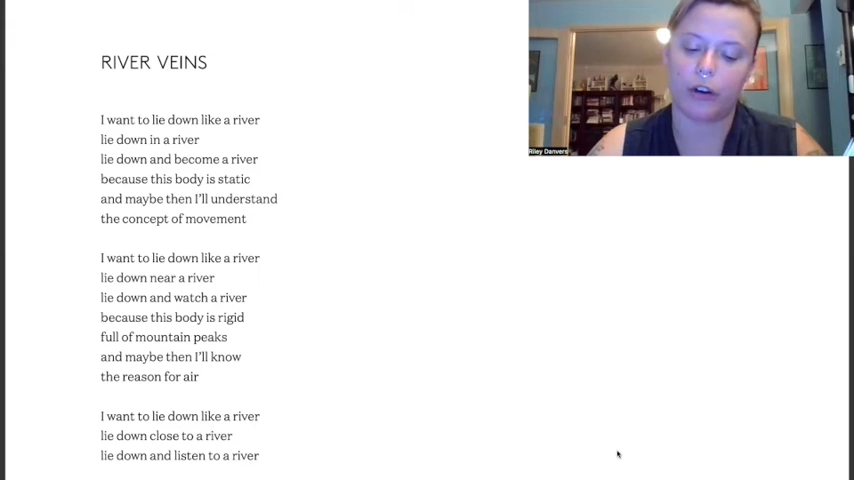 RIVER VEINS
I want to lie down like a river
lie down in a river
lie down and become a river
because this body is static
and maybe then I’ll understand
the concept of movement
I want to lie down like a river
lie down near a river
lie down and watch a river
because this body is rigid
full of mountain peaks
and maybe then I’ll know
the reason for air
I want to lie down like a river
lie down close to a river
lie down and listen to a river
Riley Danvers